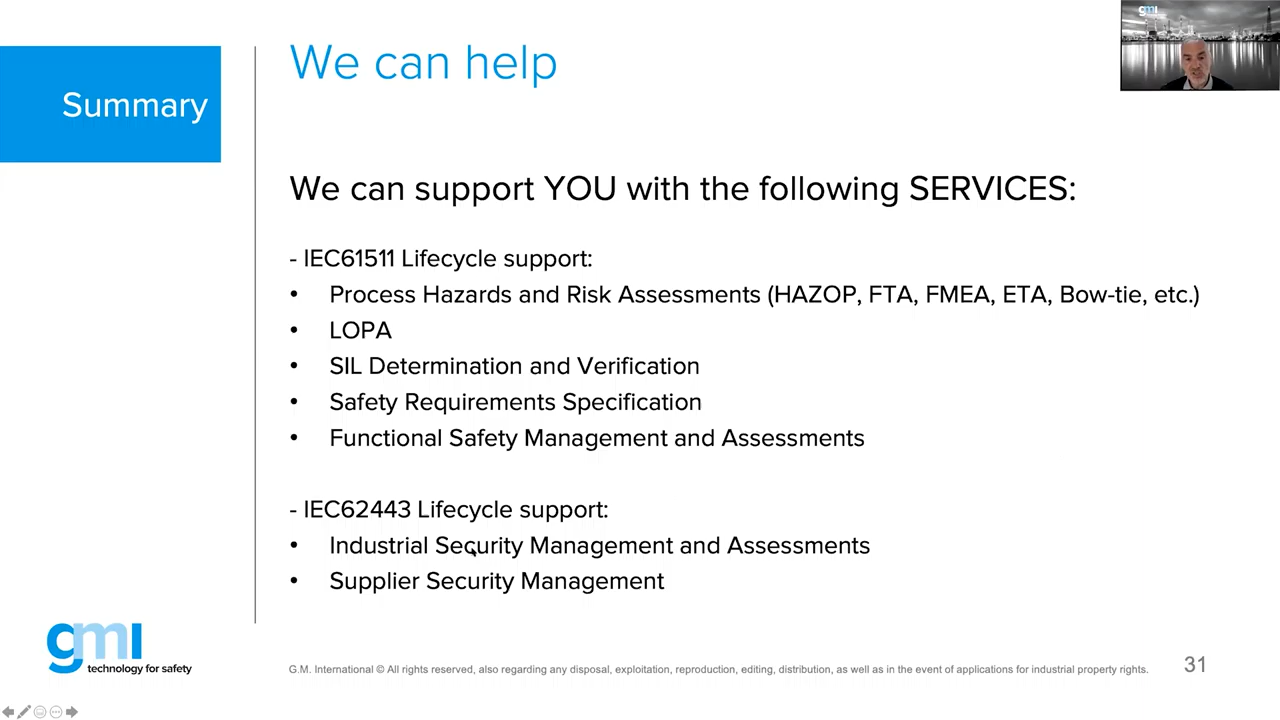 We can help
gmi
Summary
We can support YOU with the following SERVICES:
- IEC61511 Lifecycle support:
• Process Hazards and Risk Assessments (HAZOP, FTA, FMEA, ETA, Bow-tie, etc.)
• LOPA
• SIL Determination and Verification
• Safety Requirements Specification
• Functional Safety Management and Assessments
- IEC62443 Lifecycle support:
• Industrial Security Management and Assessments
• Supplier Security Management
gmi
technology for safety
G.M. International © All rights reserved, also regarding any disposal, exploitation, reproduction, editing, distribution, as well as in the event of applications for industrial property rights.
31